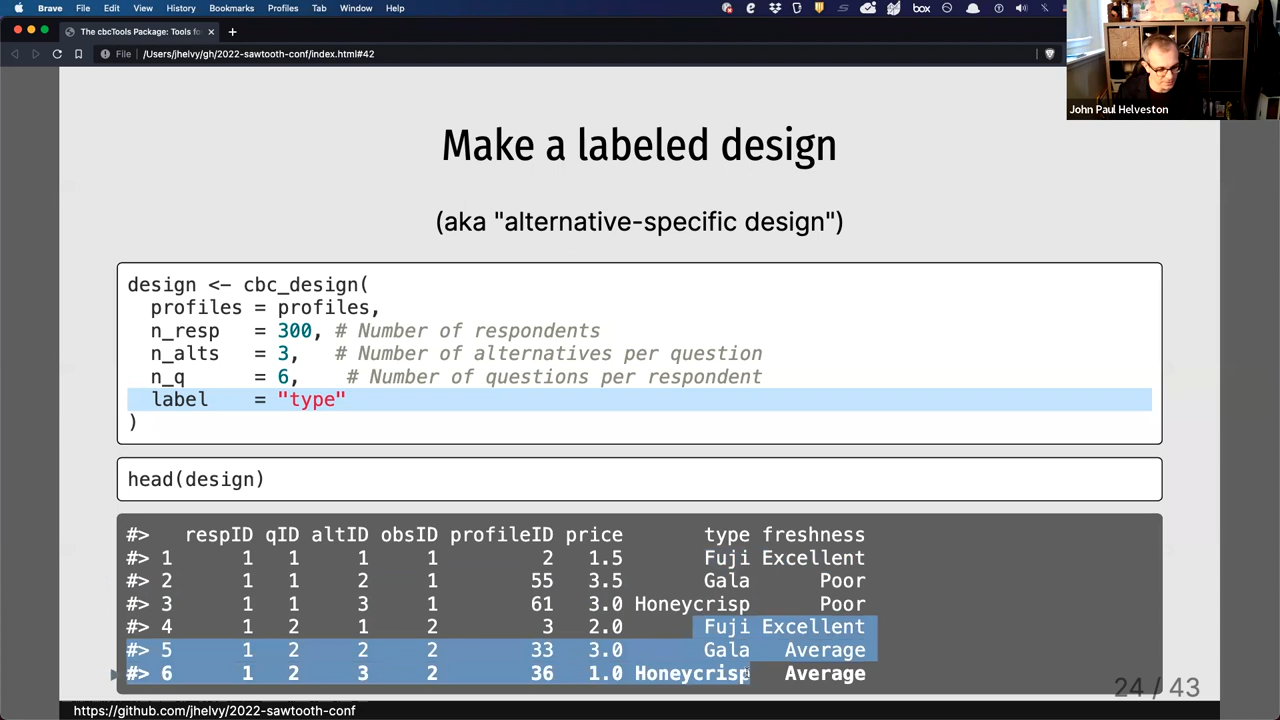 Brave File Edit View History Bookmarks Profiles Tab Window Help
The cbcTools Package: Tools fo
File /Users/jhelvy/gh/2022-sawtooth-conf/index.html#42
box
John Paul Helveston
Make a labeled design
(aka "alternative-specific design")
design <- cbc_design(
  profiles = profiles,
  n_resp   = 300, # Number of respondents
  n_alts   = 3,   # Number of alternatives per question
  n_q      = 6,    # Number of questions per respondent
  label    = "type"
)
head(design)
#>   respID qID altID obsID profileID price       type freshness
#> 1      1   1     1     1         2   1.5       Fuji Excellent
#> 2      1   1     2     1        55   3.5       Gala      Poor
#> 3      1   1     3     1        61   3.0 Honeycrisp      Poor
#> 4      1   2     1     2         3   2.0       Fuji Excellent
#> 5      1   2     2     2        33   3.0       Gala   Average
#> 6      1   2     3     2        36   1.0 Honeycrisp   Average
24 / 43
https://github.com/jhelvy/2022-sawtooth-conf